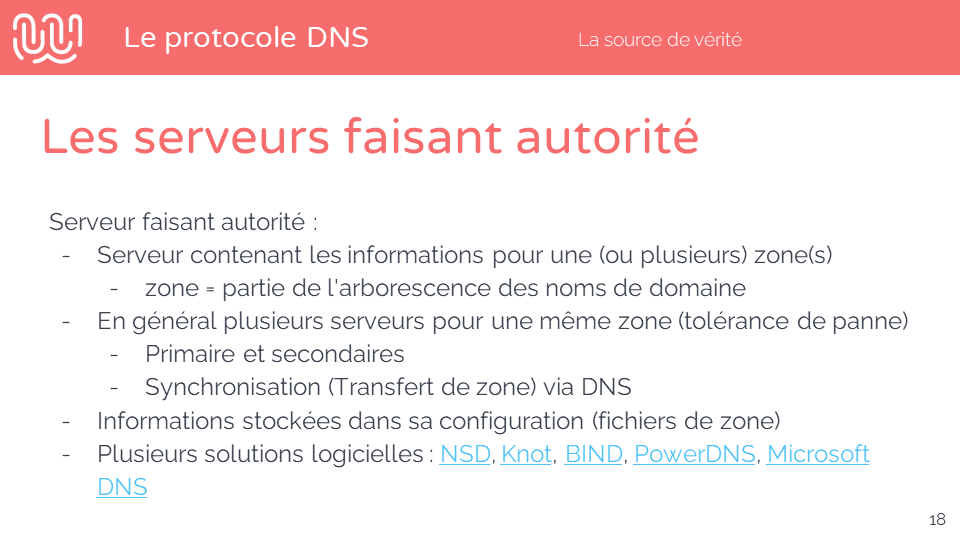 Le protocole DNS
La source de vérité
Les serveurs faisant autorité
Serveur faisant autorité :
- Serveur contenant les informations pour une (ou plusieurs) zone(s)
- zone = partie de l'arborescence des noms de domaine
- En général plusieurs serveurs pour une même zone (tolérance de panne)
- Primaire et secondaires
- Synchronisation (Transfert de zone) via DNS
- Informations stockées dans sa configuration (fichiers de zone)
- Plusieurs solutions logicielles : NSD, Knot, BIND, PowerDNS, Microsoft
DNS
18